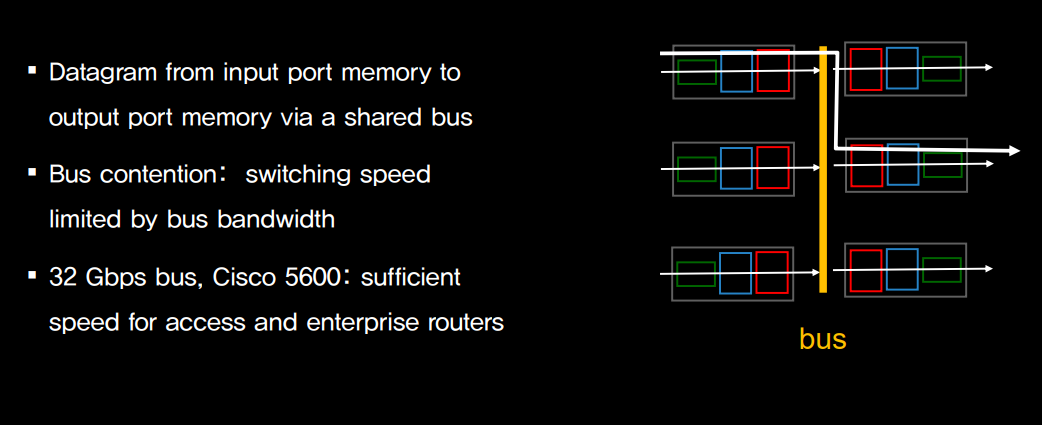 ▪ Datagram from input port memory to
output port memory via a shared bus
▪ Bus contention： switching speed
limited by bus bandwidth
▪ 32 Gbps bus, Cisco 5600：sufficient
speed for access and enterprise routers
bus